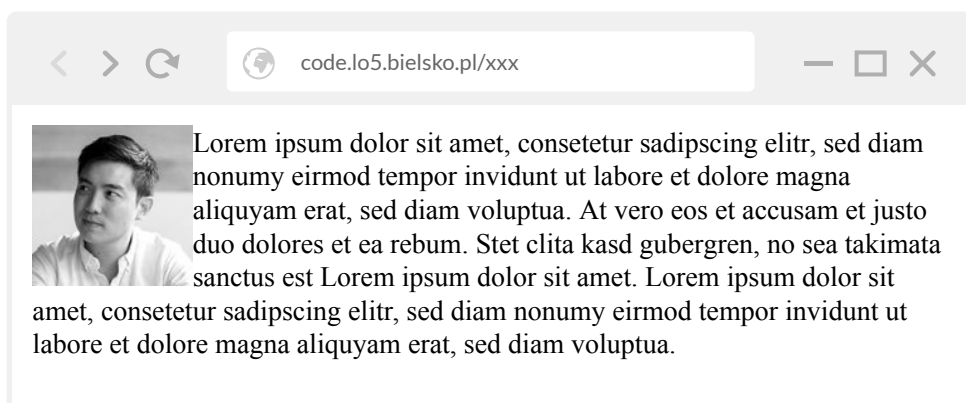 code.lo5.bielsko.pl/xxx
Lorem ipsum dolor sit amet, consetetur sadipscing elitr, sed diam
nonumy eirmod tempor invidunt ut labore et dolore magna
aliquyam erat, sed diam voluptua. At vero eos et accusam et justo
duo dolores et ea rebum. Stet clita kasd gubergren, no sea takimata
sanctus est Lorem ipsum dolor sit amet. Lorem ipsum dolor sit
amet, consetetur sadipscing elitr, sed diam nonumy eirmod tempor invidunt ut
labore et dolore magna aliquyam erat, sed diam voluptua.